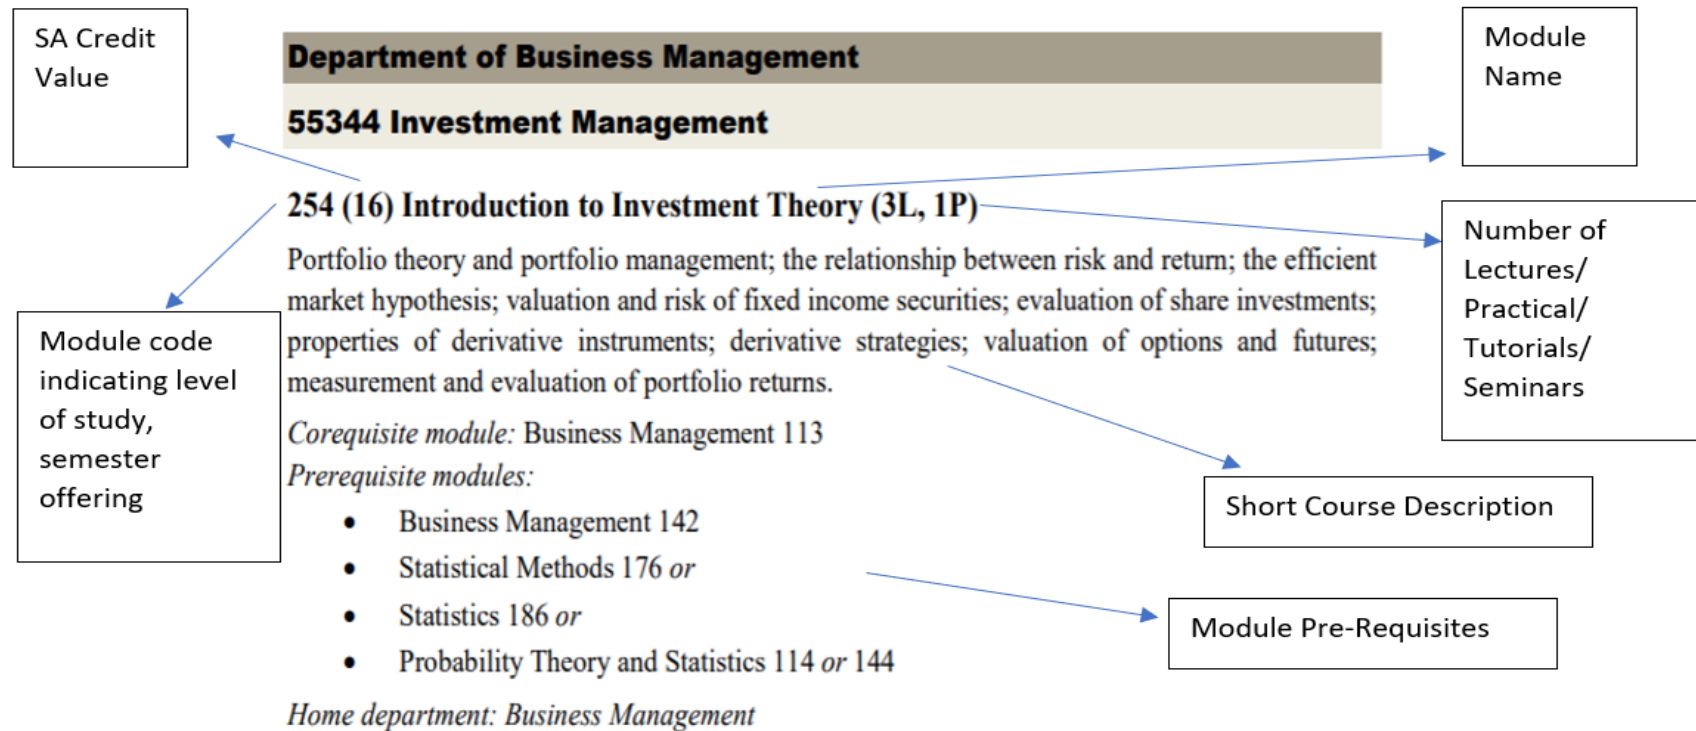 SA Credit
Value
Department of Business Management
55344 Investment Management
Module
Name
254 (16) Introduction to Investment Theory (3L, 1P)
Number of
Lectures/
Practical/
Tutorials/
Seminars
Module code
indicating level
of study,
semester
offering
Portfolio theory and portfolio management; the relationship between risk and return; the efficient
market hypothesis; valuation and risk of fixed income securities; evaluation of share investments;
properties of derivative instruments; derivative strategies; valuation of options and futures;
measurement and evaluation of portfolio returns.
Corequisite module: Business Management 113
Prerequisite modules:
• Business Management 142
• Statistical Methods 176 or
• Statistics 186 or
• Probability Theory and Statistics 114 or 144
Short Course Description
Module Pre-Requisites
Home department: Business Management